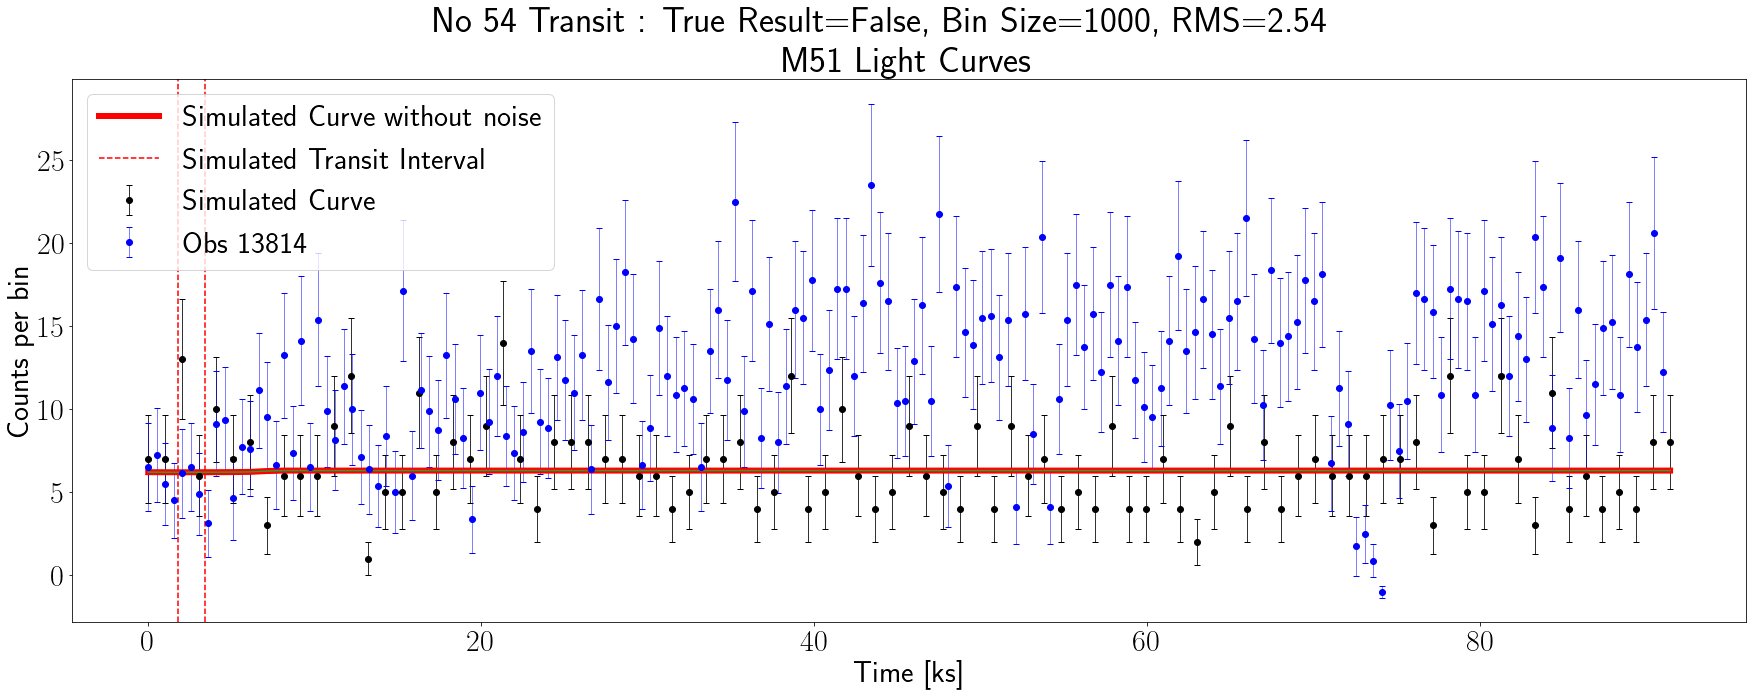 No 54 Transit : True Result=False, Bin Size=1000, RMS=2.54
M51 Light Curves
Simulated Curve without noise
Simulated Transit Interval
Simulated Curve
Obs 13814
Counts per bin
25
20
15
10
5
0
0 20 40 60 80
Time [ks]